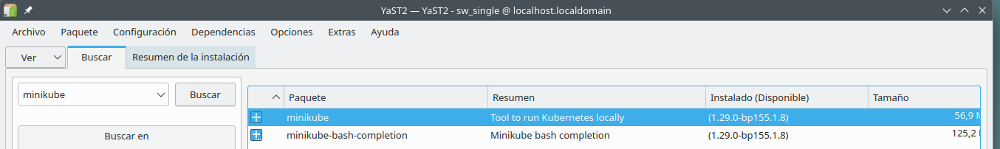 YaST2 — YaST2 - sw_single @ localhost.localdomain
Archivo Paquete Configuración Dependencias Opciones Extras Ayuda
Ver Buscar Resumen de la instalación
minikube Buscar
Buscar en
Paquete Resumen Instalado (Disponible) Tamaño
minikube Tool to run Kubernetes locally (1.29.0-bp155.1.8) 56,9
minikube-bash-completion Minikube bash completion (1.29.0-bp155.1.8) 125,2